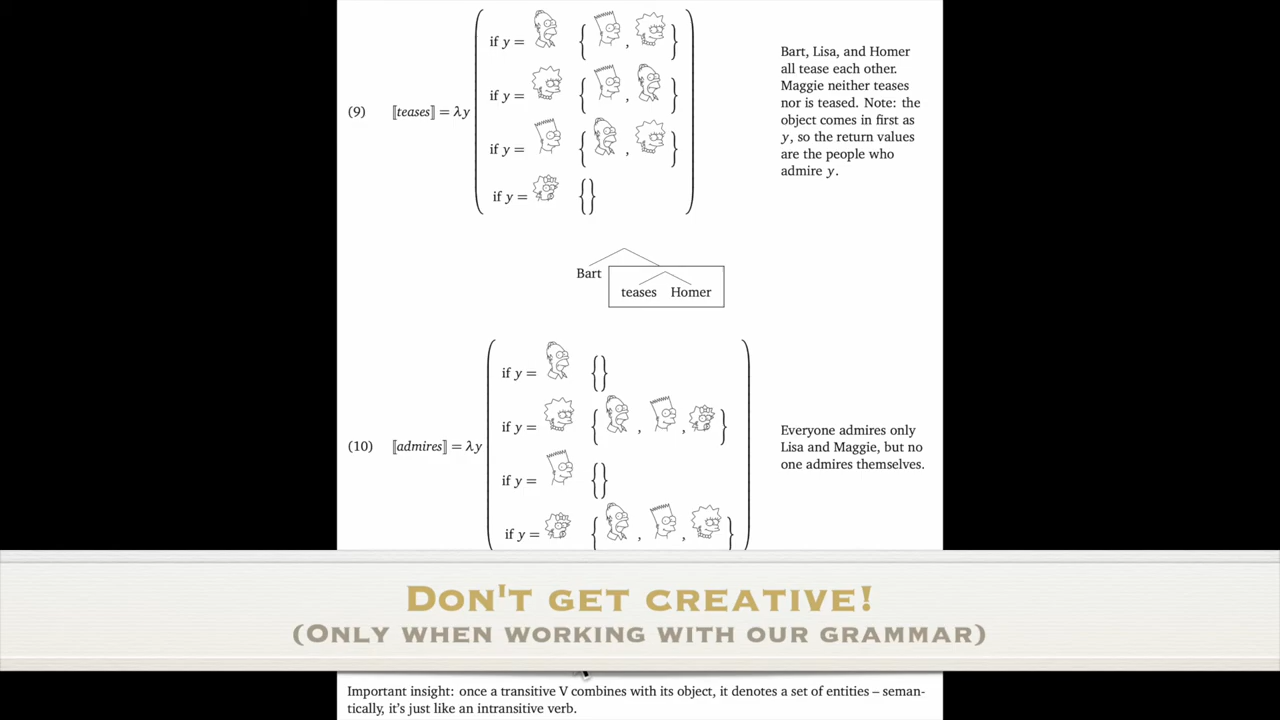 if y = { , }
if y = { , }
(9) ⟦teases⟧ = λy
if y = { , }
if y = {}
Bart, Lisa, and Homer
all tease each other.
Maggie neither teases
nor is teased. Note: the
object comes in first as
y, so the return values
are the people who
admire y.
Bart
teases Homer
if y = {}
if y = { , , }
(10) ⟦admires⟧ = λy
if y = {}
if y = { , , }
Everyone admires only
Lisa and Maggie, but no
one admires themselves.
Don't get creative!
(Only when working with our grammar)
Important insight: once a transitive V combines with its object, it denotes a set of entities – seman-
tically, it's just like an intransitive verb.